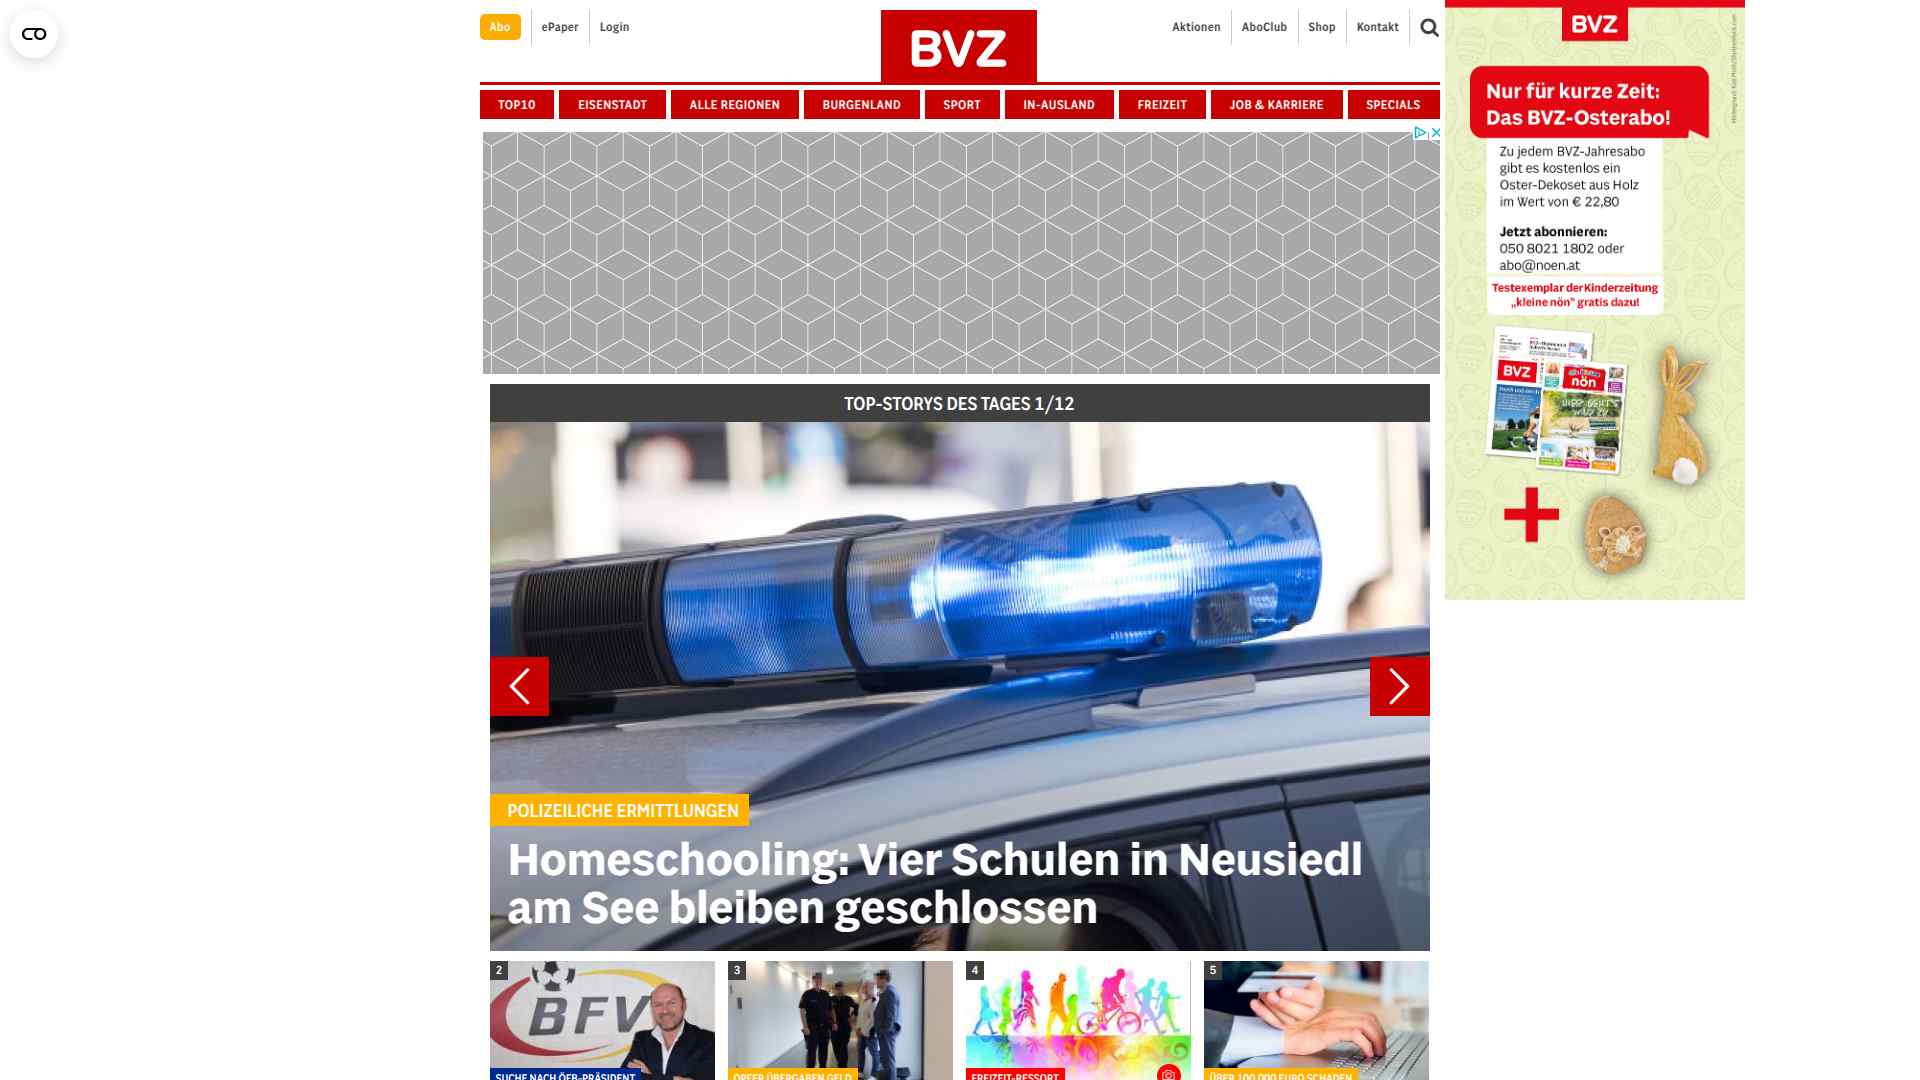 Abo
ePaper
Login
BVZ
Aktionen
AboClub
Shop
Kontakt
TOP10
EISENSTADT
ALLE REGIONEN
BURGENLAND
SPORT
IN-AUSLAND
FREIZEIT
JOB & KARRIERE
SPECIALS
BVZ
Nur für kurze Zeit:
Das BVZ-Osterabo!
Zu jedem BVZ-Jahresabo
gibt es kostenlos ein
Oster-Dekoset aus Holz
im Wert von € 22,80
Jetzt abonnieren:
050 8021 1802 oder
abo@noen.at
Testexemplar der Kinderzeitung
„kleine nön" gratis dazu!
BVZ
nön
TOP-STORYS DES TAGES 1/12
POLIZEILICHE ERMITTLUNGEN
Homeschooling: Vier Schulen in Neusiedl
am See bleiben geschlossen
2
BFV
SUCHE NACH ÖFB-PRÄSIDENT
3
OPFER ÜBERGABEN GELD
4
FREIZEIT-RESSORT
5
ÜBER 100.000 EURO SCHADEN